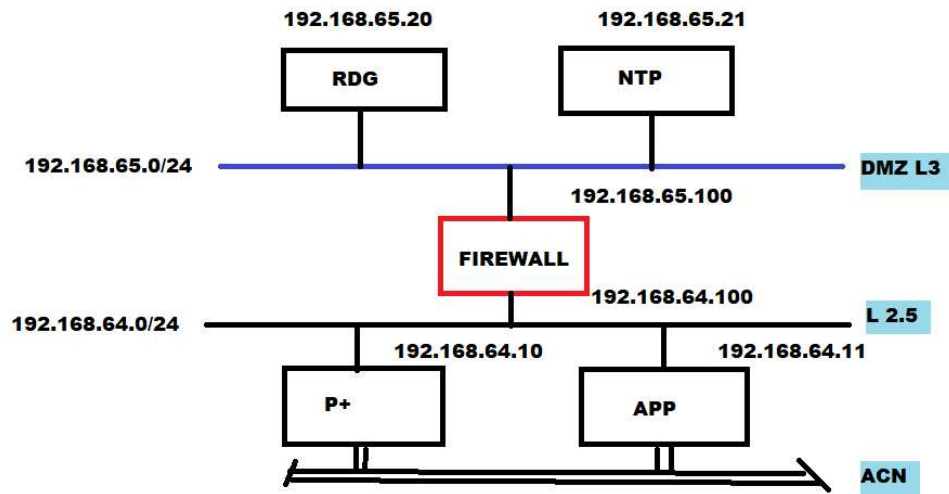 192.168.65.20
192.168.65.21
RDG
NTP
192.168.65.0/24
DMZ L3
192.168.65.100
FIREWALL
192.168.64.100
192.168.64.0/24
L 2.5
192.168.64.10
192.168.64.11
P+
APP
ACN